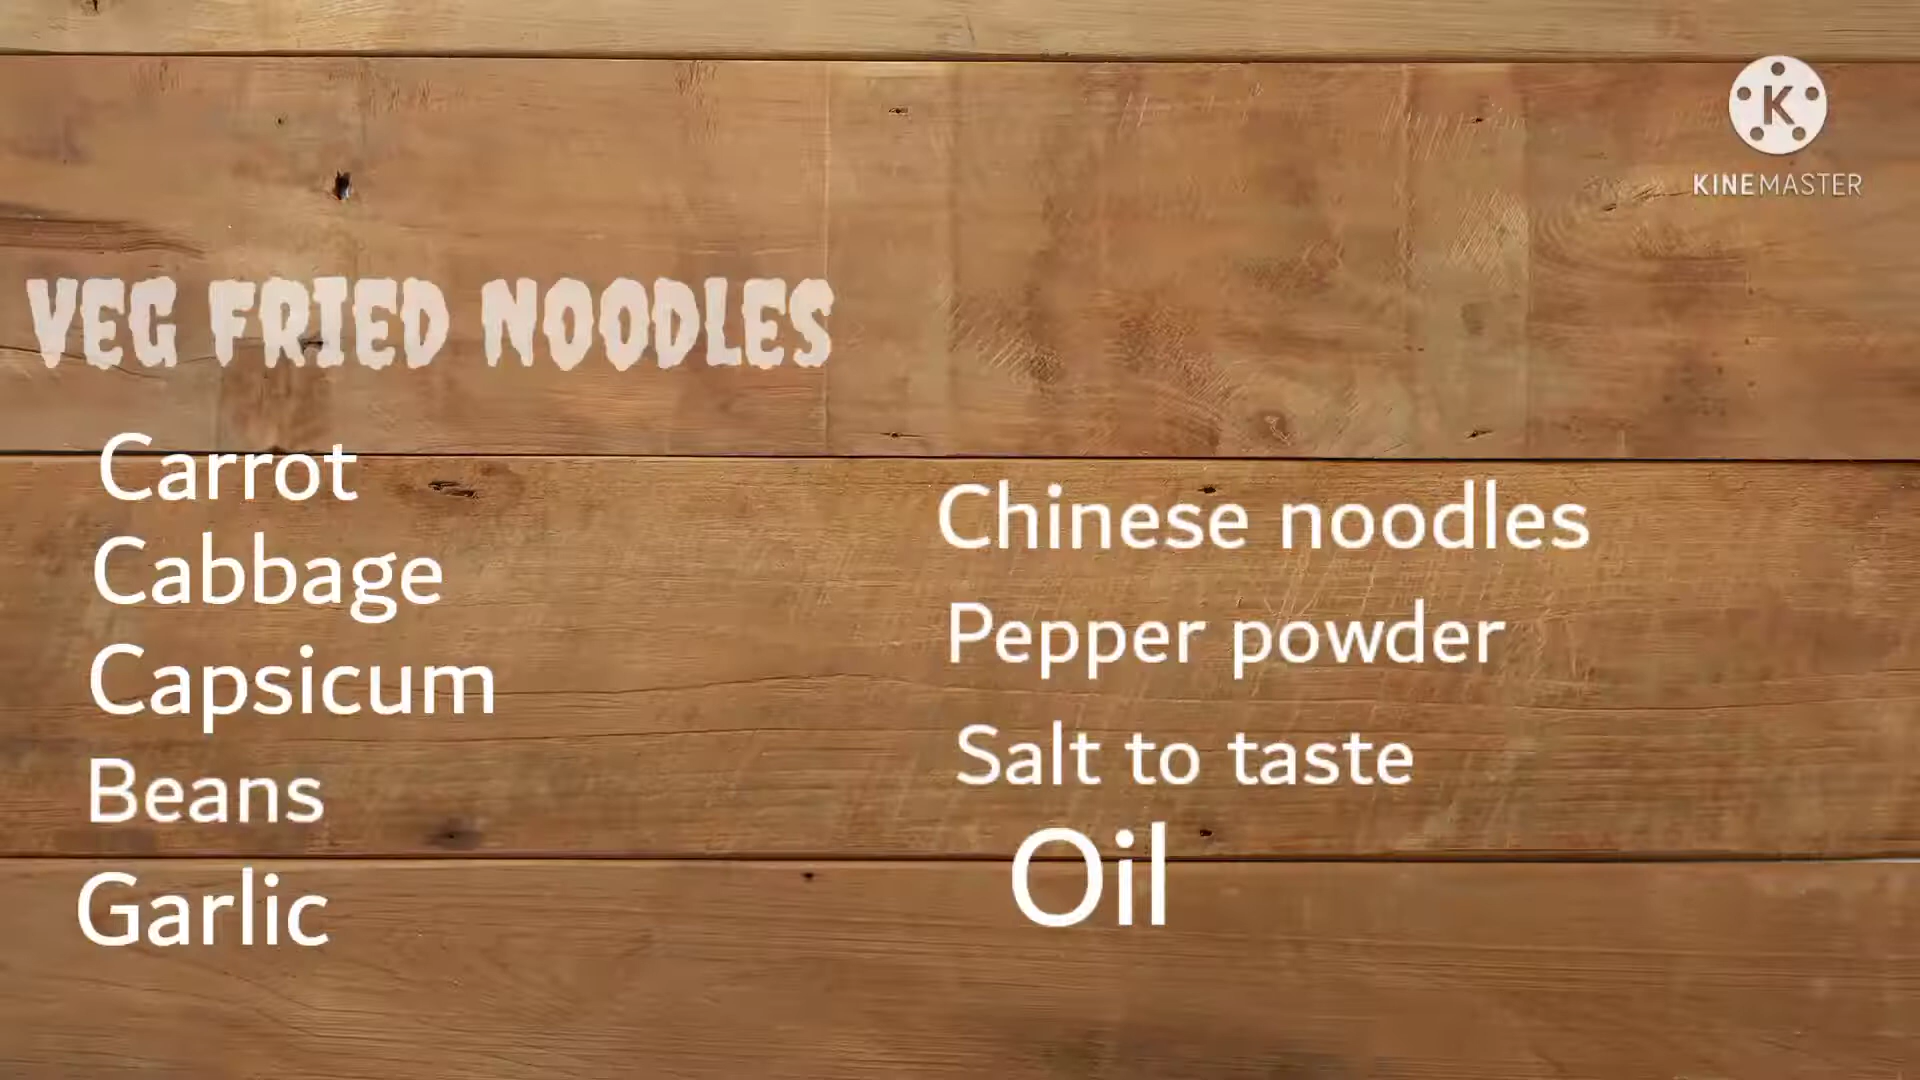 KINEMASTER
VEG FRIED NOODLES
Carrot
Cabbage
Capsicum
Beans
Garlic
Chinese noodles
Pepper powder
Salt to taste
Oil